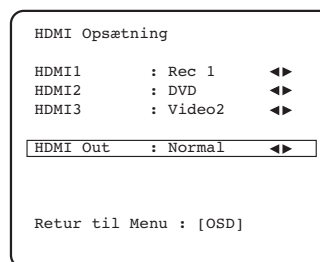 HDMI Opsætning
HDMI1 : Rec 1 ◀▶
HDMI2 : DVD ◀▶
HDMI3 : Video2 ◀▶
HDMI Out : Normal ◀▶
Retur til Menu : [OSD]